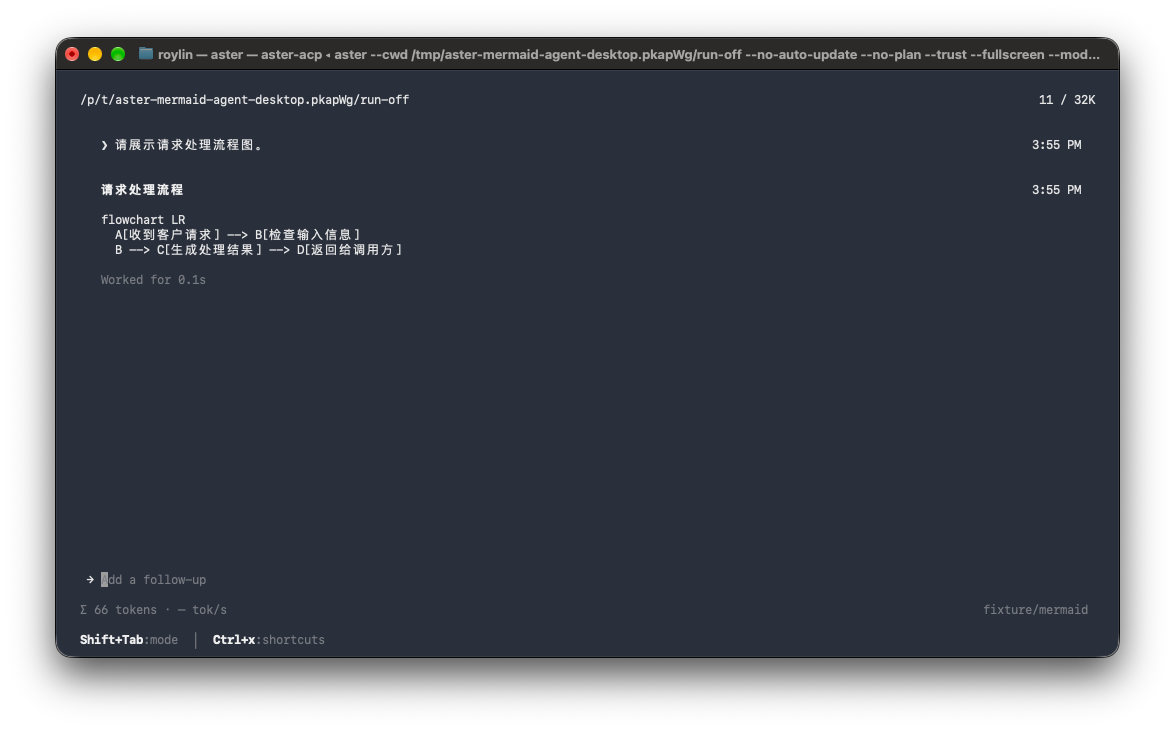 roylin — aster — aster-acp ◂ aster --cwd /tmp/aster-mermaid-agent-desktop.pkapWg/run-off --no-auto-update --no-plan --trust --fullscreen --mod…
/p/t/aster-mermaid-agent-desktop.pkapWg/run-off 11 / 32K
❯ 请展示请求处理流程图。 3:55 PM
请求处理流程 3:55 PM
flowchart LR
A[收到客户请求] --> B[检查输入信息]
B --> C[生成处理结果] --> D[返回给调用方]
Worked for 0.1s
→ Add a follow-up
Σ 66 tokens · — tok/s fixture/mermaid
Shift+Tab:mode │ Ctrl+x:shortcuts